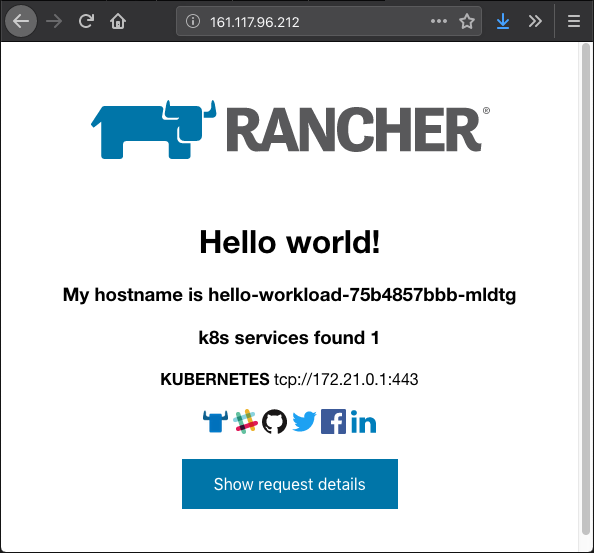 161.117.96.212
RANCHER®
Hello world!
My hostname is hello-workload-75b4857bbb-mldtg
k8s services found 1
KUBERNETES tcp://172.21.0.1:443
Show request details